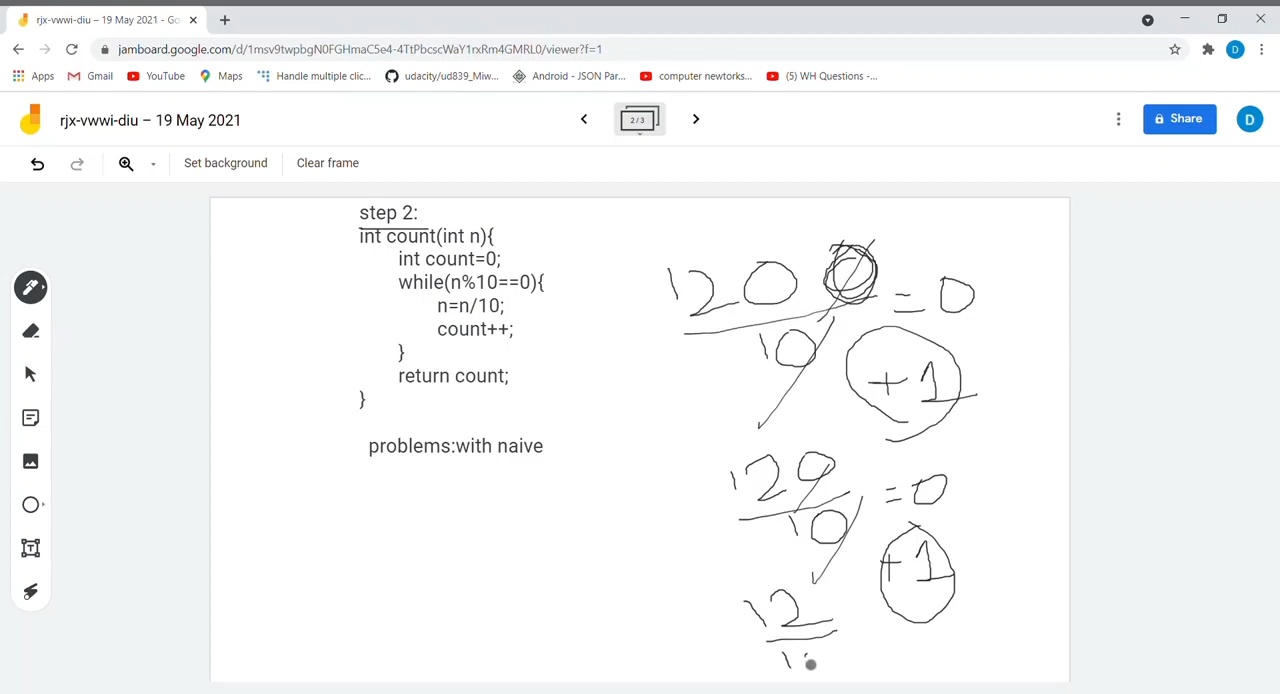 rjx-vwwi-diu – 19 May 2021 - Go
jamboard.google.com/d/1msv9twpbgN0FGHmaC5e4-4TtPbcscWaY1rxRm4GMRL0/viewer?f=1
D
Apps Gmail YouTube Maps Handle multiple clic... udacity/ud839_Miw... Android - JSON Par... computer newtorks... (5) WH Questions -...
rjx-vwwi-diu – 19 May 2021
2/3
Share
D
Set background Clear frame
step 2:
int count(int n){
int count=0;
while(n%10==0){
n=n/10;
count++;
}
return count;
}
problems:with naive
1200 = 0
10
+1
120 = 0
10
+1
12
1